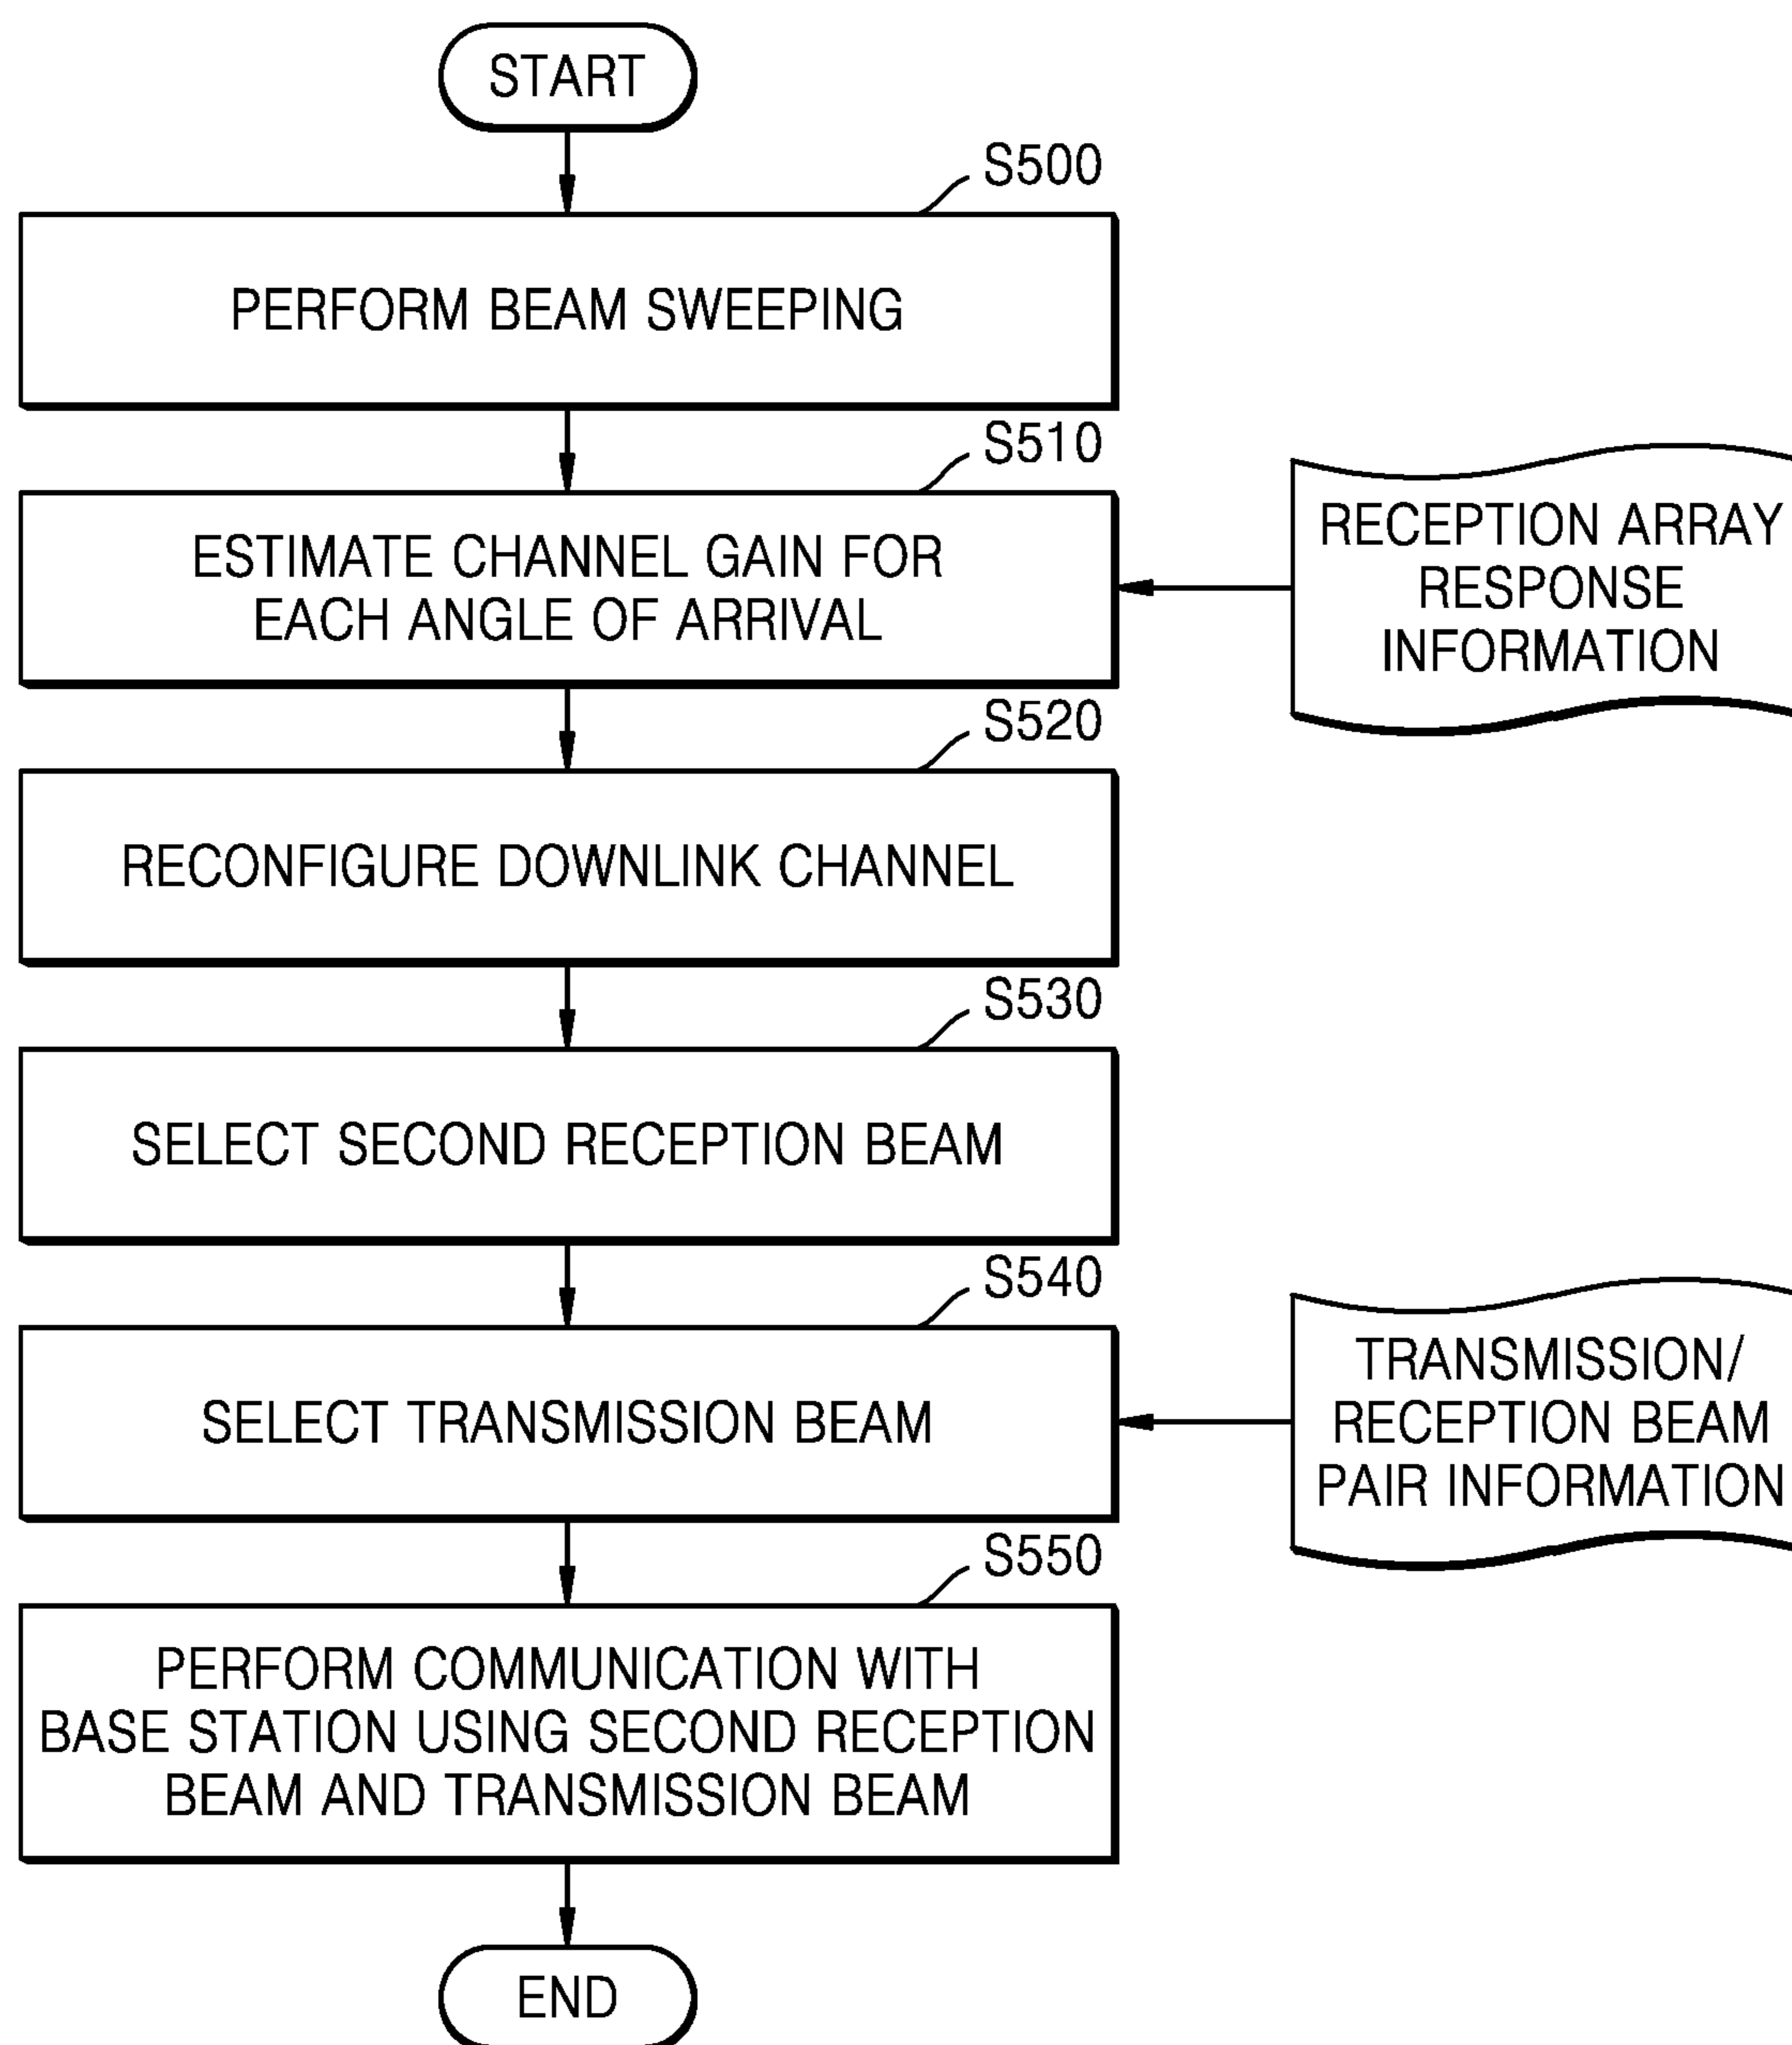 START
S500
PERFORM BEAM SWEEPING
S510
ESTIMATE CHANNEL GAIN FOR
EACH ANGLE OF ARRIVAL
RECEPTION ARRAY
RESPONSE
INFORMATION
S520
RECONFIGURE DOWNLINK CHANNEL
S530
SELECT SECOND RECEPTION BEAM
S540
SELECT TRANSMISSION BEAM
TRANSMISSION/
RECEPTION BEAM
PAIR INFORMATION
S550
PERFORM COMMUNICATION WITH
BASE STATION USING SECOND RECEPTION
BEAM AND TRANSMISSION BEAM
END